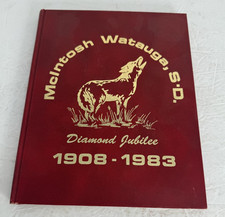 McIntosh Watauga, S.D.
Diamond Jubilee
1908-1983